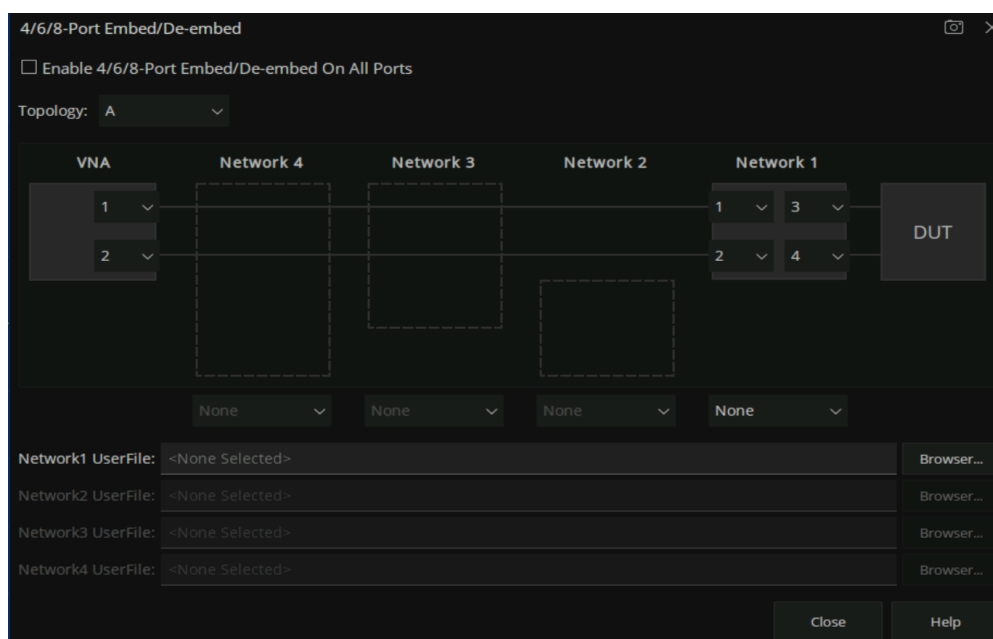 4/6/8-Port Embed/De-embed
Enable 4/6/8-Port Embed/De-embed On All Ports
Topology: A
VNA Network 4 Network 3 Network 2 Network 1
1 1 3
DUT
2 2 4
None None None None
Network1 UserFile: <None Selected> Browser...
Network2 UserFile: <None Selected> Browser...
Network3 UserFile: <None Selected> Browser...
Network4 UserFile: <None Selected> Browser...
Close Help